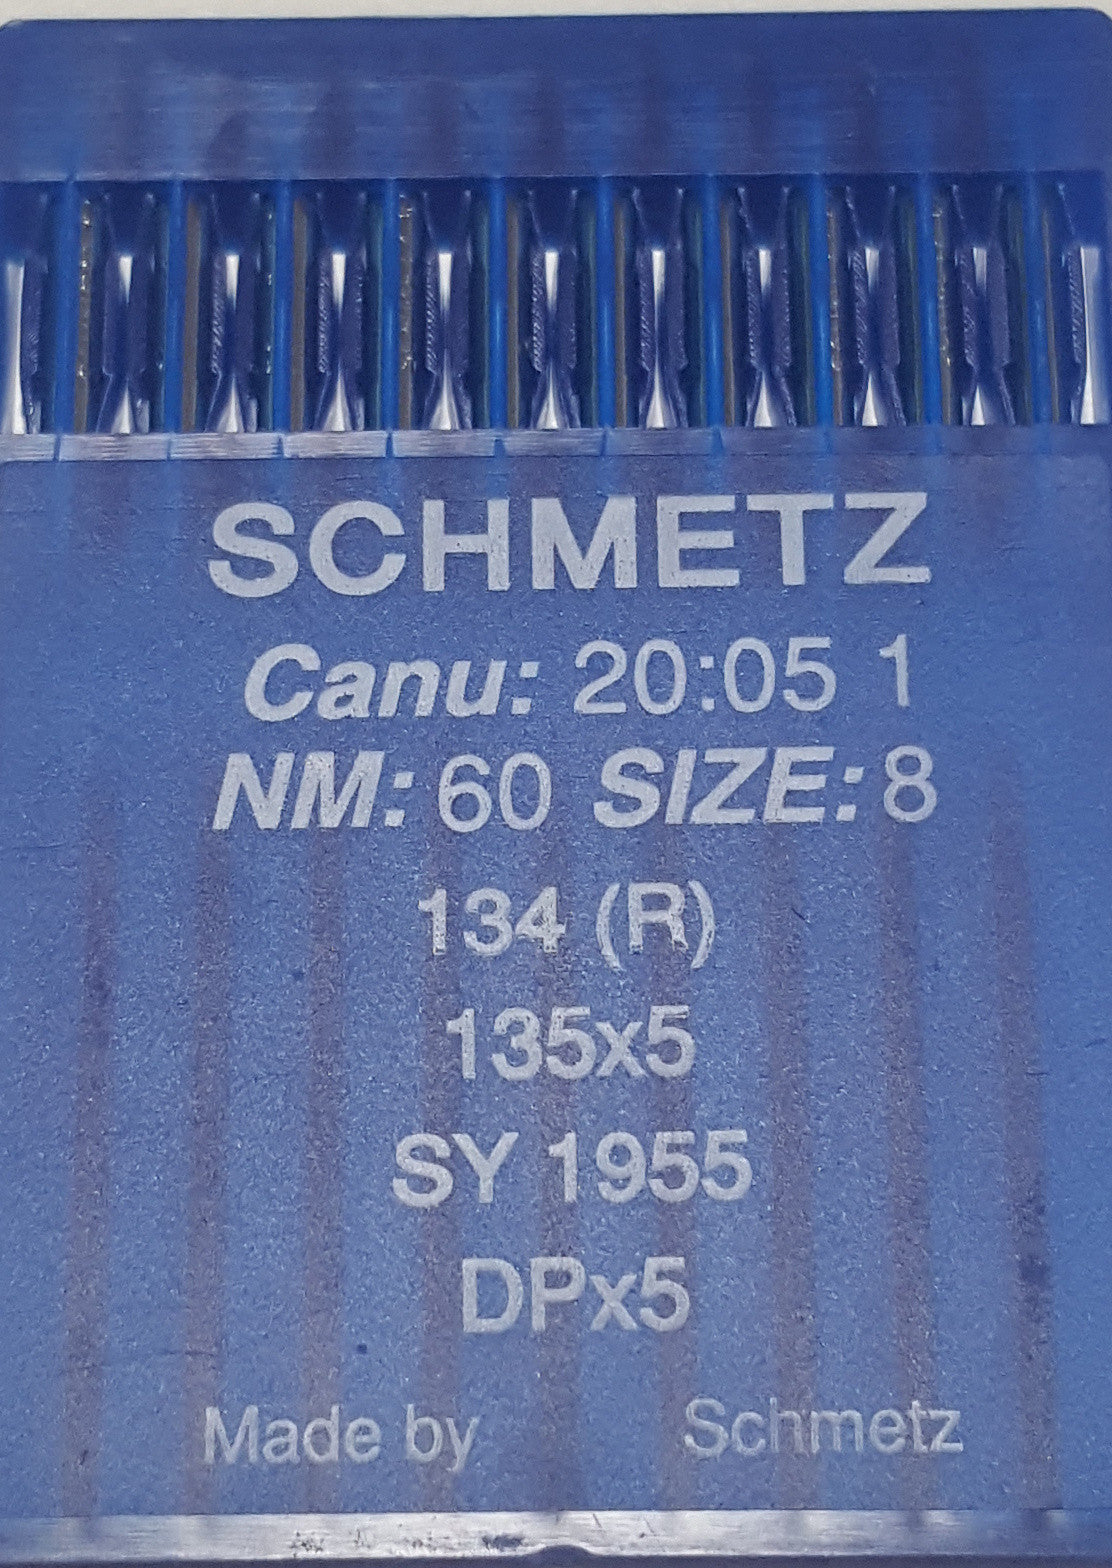 SCHMETZ
Canu: 20:05 1
NM: 60 SIZE: 8
134 (R)
135x5
SY 1955
DPx5
Made by Schmetz